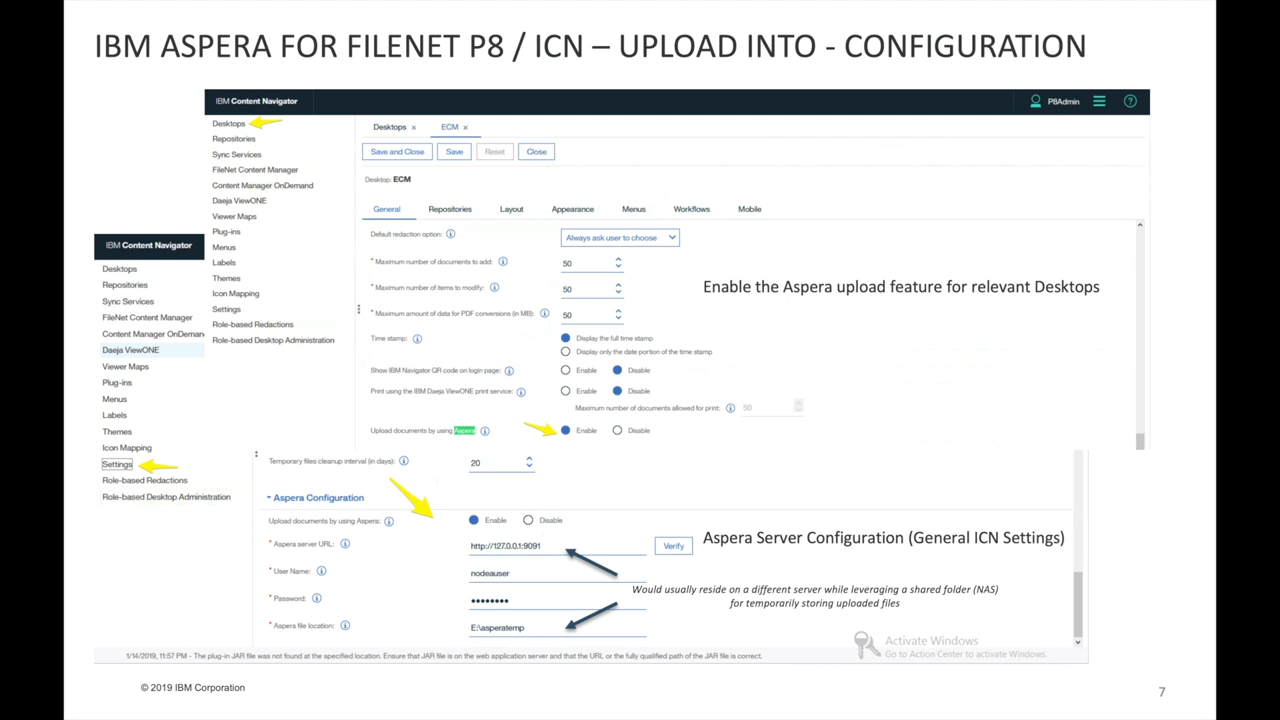 IBM ASPERA FOR FILENET P8 / ICN – UPLOAD INTO - CONFIGURATION
IBM Content Navigator
P8Admin
Desktops
Repositories
Sync Services
FileNet Content Manager
Content Manager OnDemand
Daeja ViewONE
Viewer Maps
Plug-ins
Menus
Labels
Themes
Icon Mapping
Settings
Role-based Redactions
Role-based Desktop Administration
Desktops × ECM ×
Save and Close Save Reset Close
Desktop: ECM
General Repositories Layout Appearance Menus Workflows Mobile
Default redaction option: Always ask user to choose
* Maximum number of documents to add: 50
* Maximum number of items to modify: 50
* Maximum amount of data for PDF conversions (in MB): 50
Time stamp: Display the full time stamp
Display only the date portion of the time stamp
Show IBM Navigator QR code on login page: Enable Disable
Print using the IBM Daeja ViewONE print service: Enable Disable
Maximum number of documents allowed for print: 50
Upload documents by using Aspera: Enable Disable
Enable the Aspera upload feature for relevant Desktops
IBM Content Navigator
Desktops
Repositories
Sync Services
FileNet Content Manager
Content Manager OnDeman
Daeja ViewONE
Viewer Maps
Plug-ins
Menus
Labels
Themes
Icon Mapping
Settings
Role-based Redactions
Role-based Desktop Administration
Temporary files cleanup interval (in days): 20
Aspera Configuration
Upload documents by using Aspera: Enable Disable
* Aspera server URL: http://127.0.0.1:9091 Verify
* User Name: nodeauser
* Password: ••••••••
* Aspera file location: E:\asperatemp
Aspera Server Configuration (General ICN Settings)
Would usually reside on a different server while leveraging a shared folder (NAS)
for temporarily storing uploaded files
Activate Windows
Go to Action Center to activate Windows.
1/14/2019, 11:57 PM - The plug-in JAR file was not found at the specified location. Ensure that JAR file is on the web application server and that the URL or the fully qualified path of the JAR file is correct.
© 2019 IBM Corporation
7